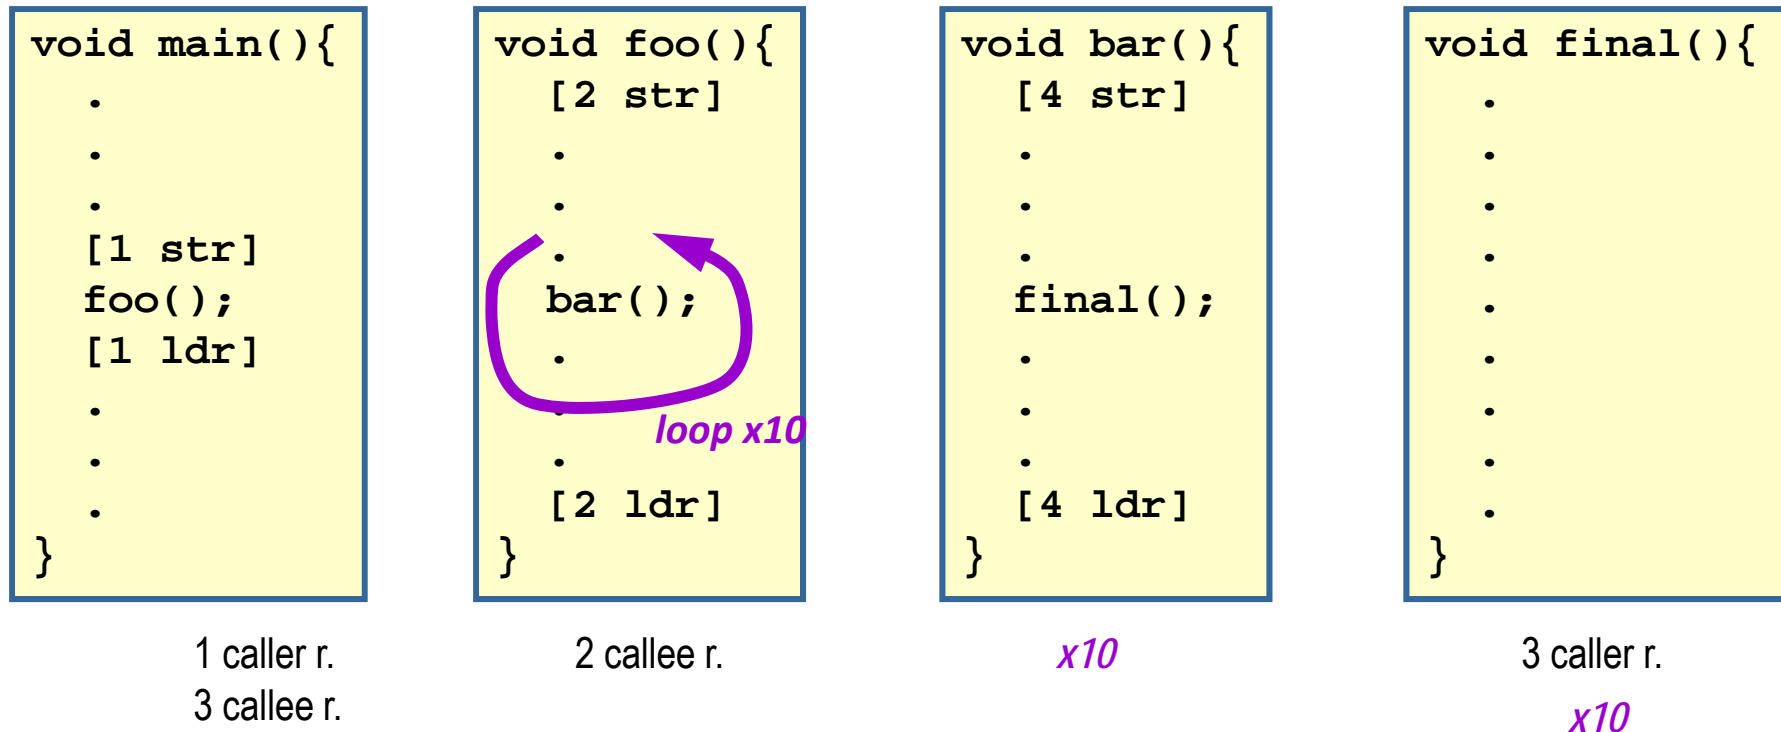 void main(){
.
.
.
[1 str]
foo();
[1 ldr]
.
.
.
}
1 caller r.
3 callee r.
void foo(){
[2 str]
.
.
.
bar();
.
.
loop x10
.
[2 ldr]
}
2 callee r.
void bar(){
[4 str]
.
.
.
final();
.
.
.
[4 ldr]
}
x10
void final(){
.
.
.
.
.
.
.
.
.
}
3 caller r.
x10